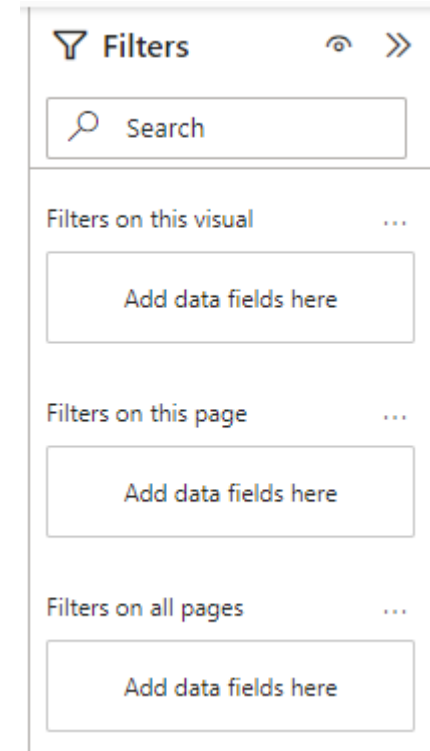 Filters
Search
Filters on this visual ...
Add data fields here
Filters on this page ...
Add data fields here
Filters on all pages ...
Add data fields here